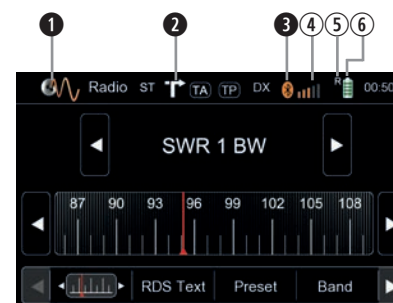 1 2 3 4 5 6
Radio ST TA TP DX R 00:50
SWR 1 BW
87 90 93 96 99 102 105 108
RDS Text Preset Band